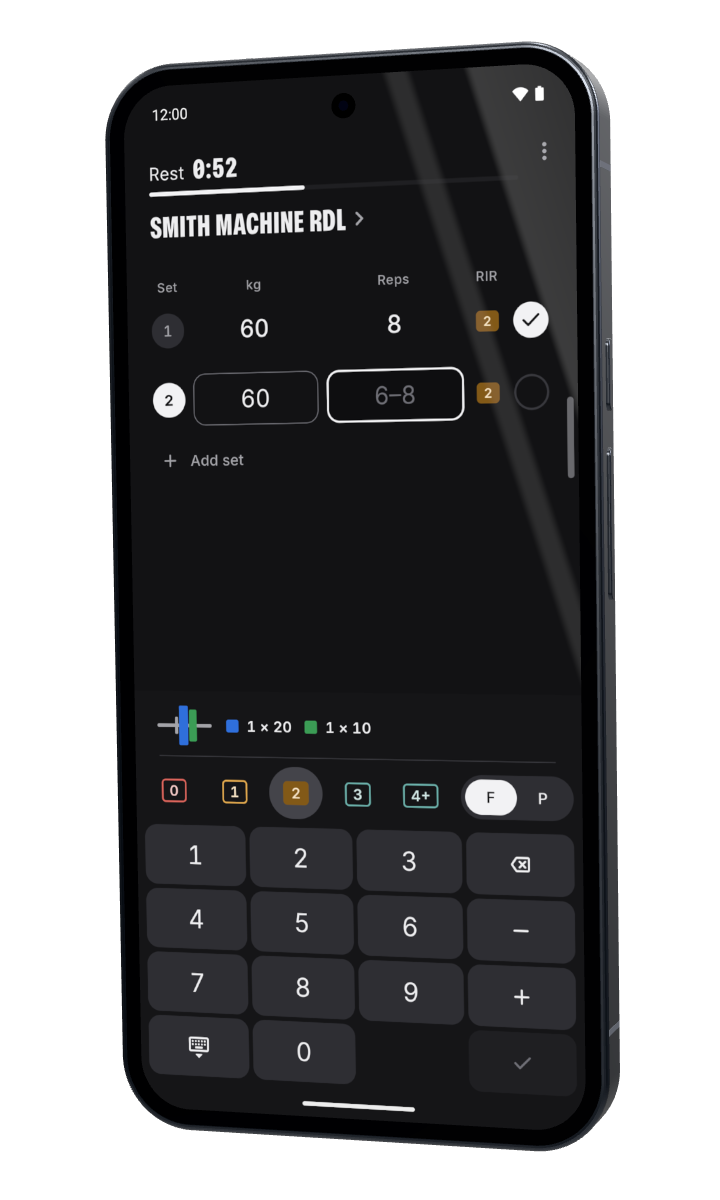 12:00
Rest 0:52
SMITH MACHINE RDL
Set kg Reps RIR
1 60 8 2
2 60 6–8 2
+ Add set
1 × 20 1 × 10
0 1 2 3 4+ F P
1 2 3
4 5 6 −
7 8 9 +
0